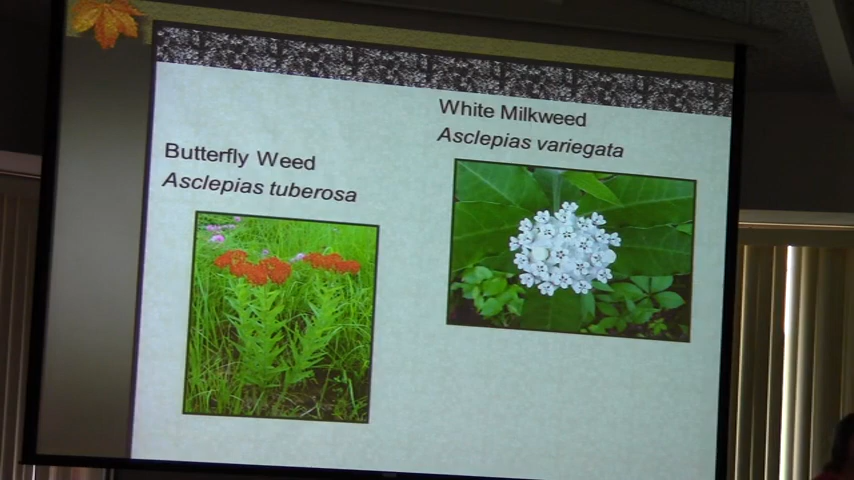 Butterfly Weed
Asclepias tuberosa
White Milkweed
Asclepias variegata